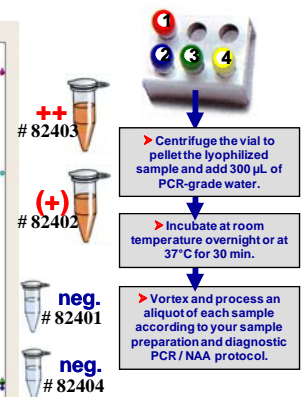 1
2 3 4
++
# 82403
➤ Centrifuge the vial to
pellet the lyophilized
sample and add 300 µL of
PCR-grade water.
(+)
# 82402
➤ Incubate at room
temperature overnight or at
37°C for 30 min.
neg.
# 82401
➤ Vortex and process an
aliquot of each sample
according to your sample
preparation and diagnostic
PCR / NAA protocol.
neg.
# 82404